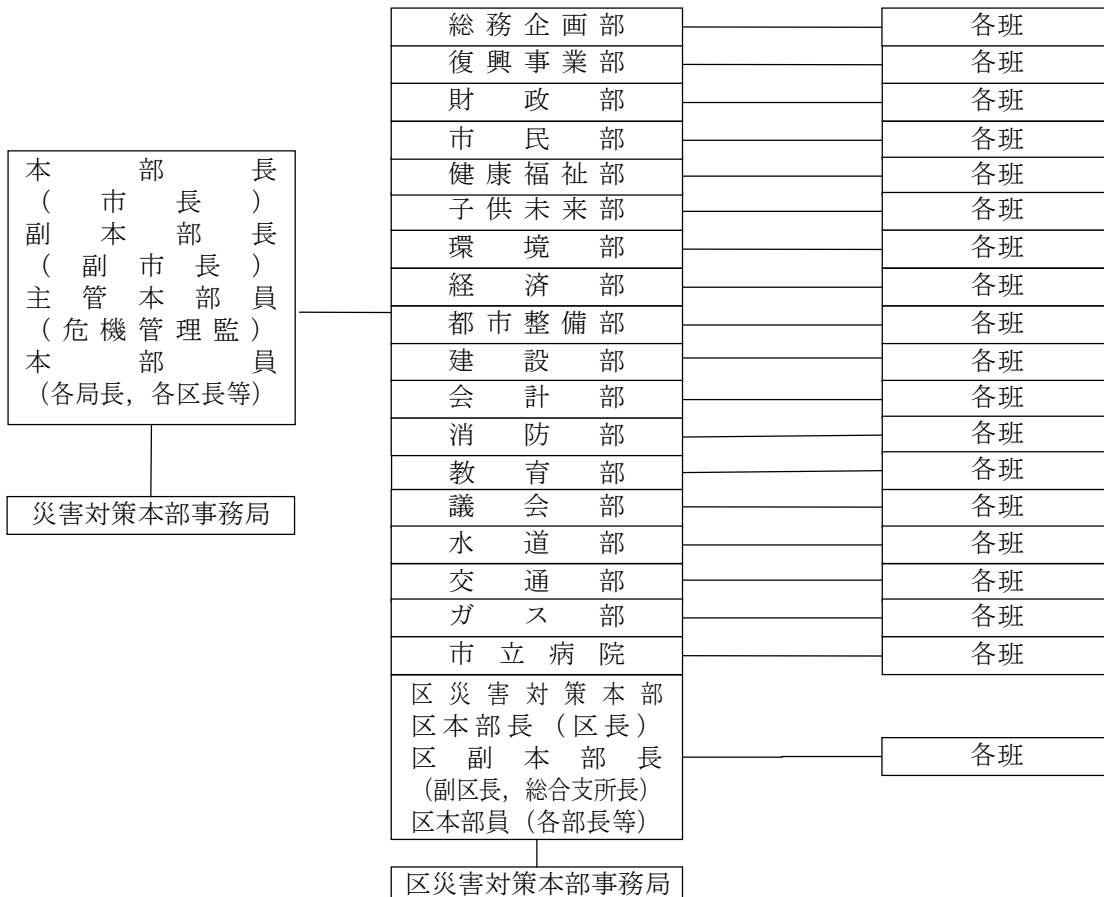 本部長
（市長）
副本部長
（副市長）
主管本部員
（危機管理監）
本部員
（各局長，各区長等）
災害対策本部事務局
総務企画部 各班
復興事業部 各班
財政部 各班
市民部 各班
健康福祉部 各班
子供未来部 各班
環境部 各班
経済部 各班
都市整備部 各班
建設部 各班
会計部 各班
消防部 各班
教育部 各班
議会部 各班
水道部 各班
交通部 各班
ガス部 各班
市立病院 各班
区災害対策本部
区本部長（区長）
区副本部長 各班
（副区長，総合支所長）
区本部員（各部長等）
区災害対策本部事務局